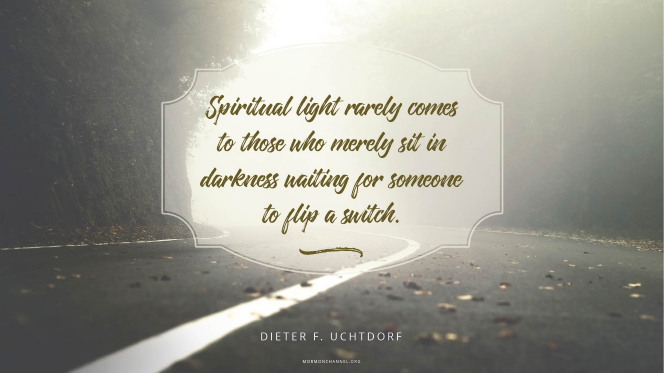 Spiritual light rarely comes
to those who merely sit in
darkness waiting for someone
to flip a switch.
DIETER F. UCHTDORF
MORMONCHANNEL.ORG